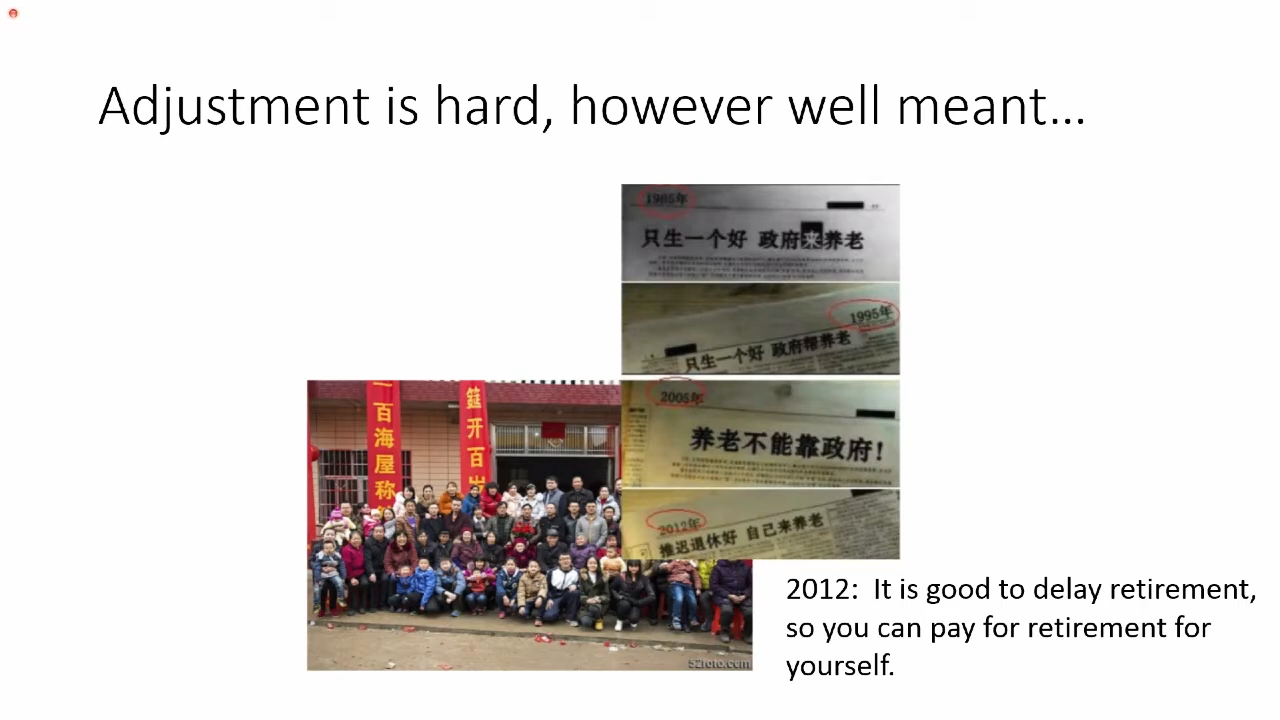 Adjustment is hard, however well meant...
1985年
只生一个好 政府来养老
1995年
只生一个好 政府帮养老
2005年
养老不能靠政府!
2012年
推迟退休好 自己来养老
一百海屋称
筵开百岁
52foto.com
2012: It is good to delay retirement,
so you can pay for retirement for
yourself.